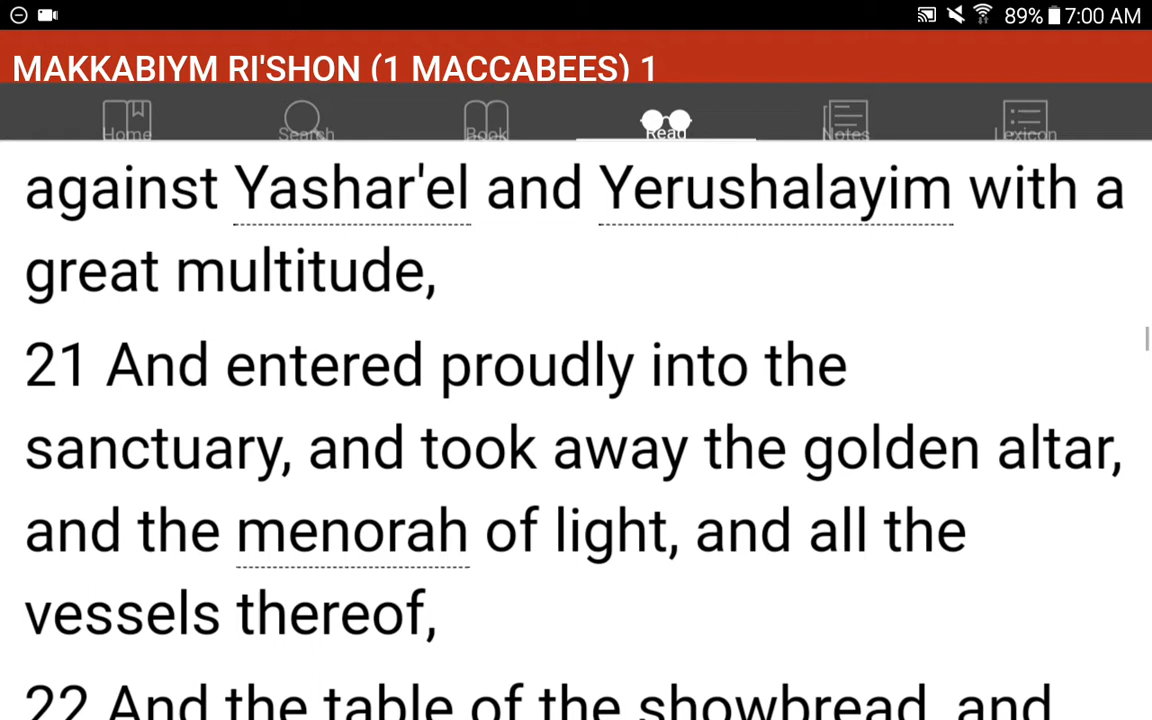 89% 7:00 AM
MAKKABIYM RI'SHON (1 MACCABEES) 1
Home Search Book Read Notes Lexicon
against Yashar'el and Yerushalayim with a
great multitude,
21 And entered proudly into the
sanctuary, and took away the golden altar,
and the menorah of light, and all the
vessels thereof,
22 And the table of the showbread, and